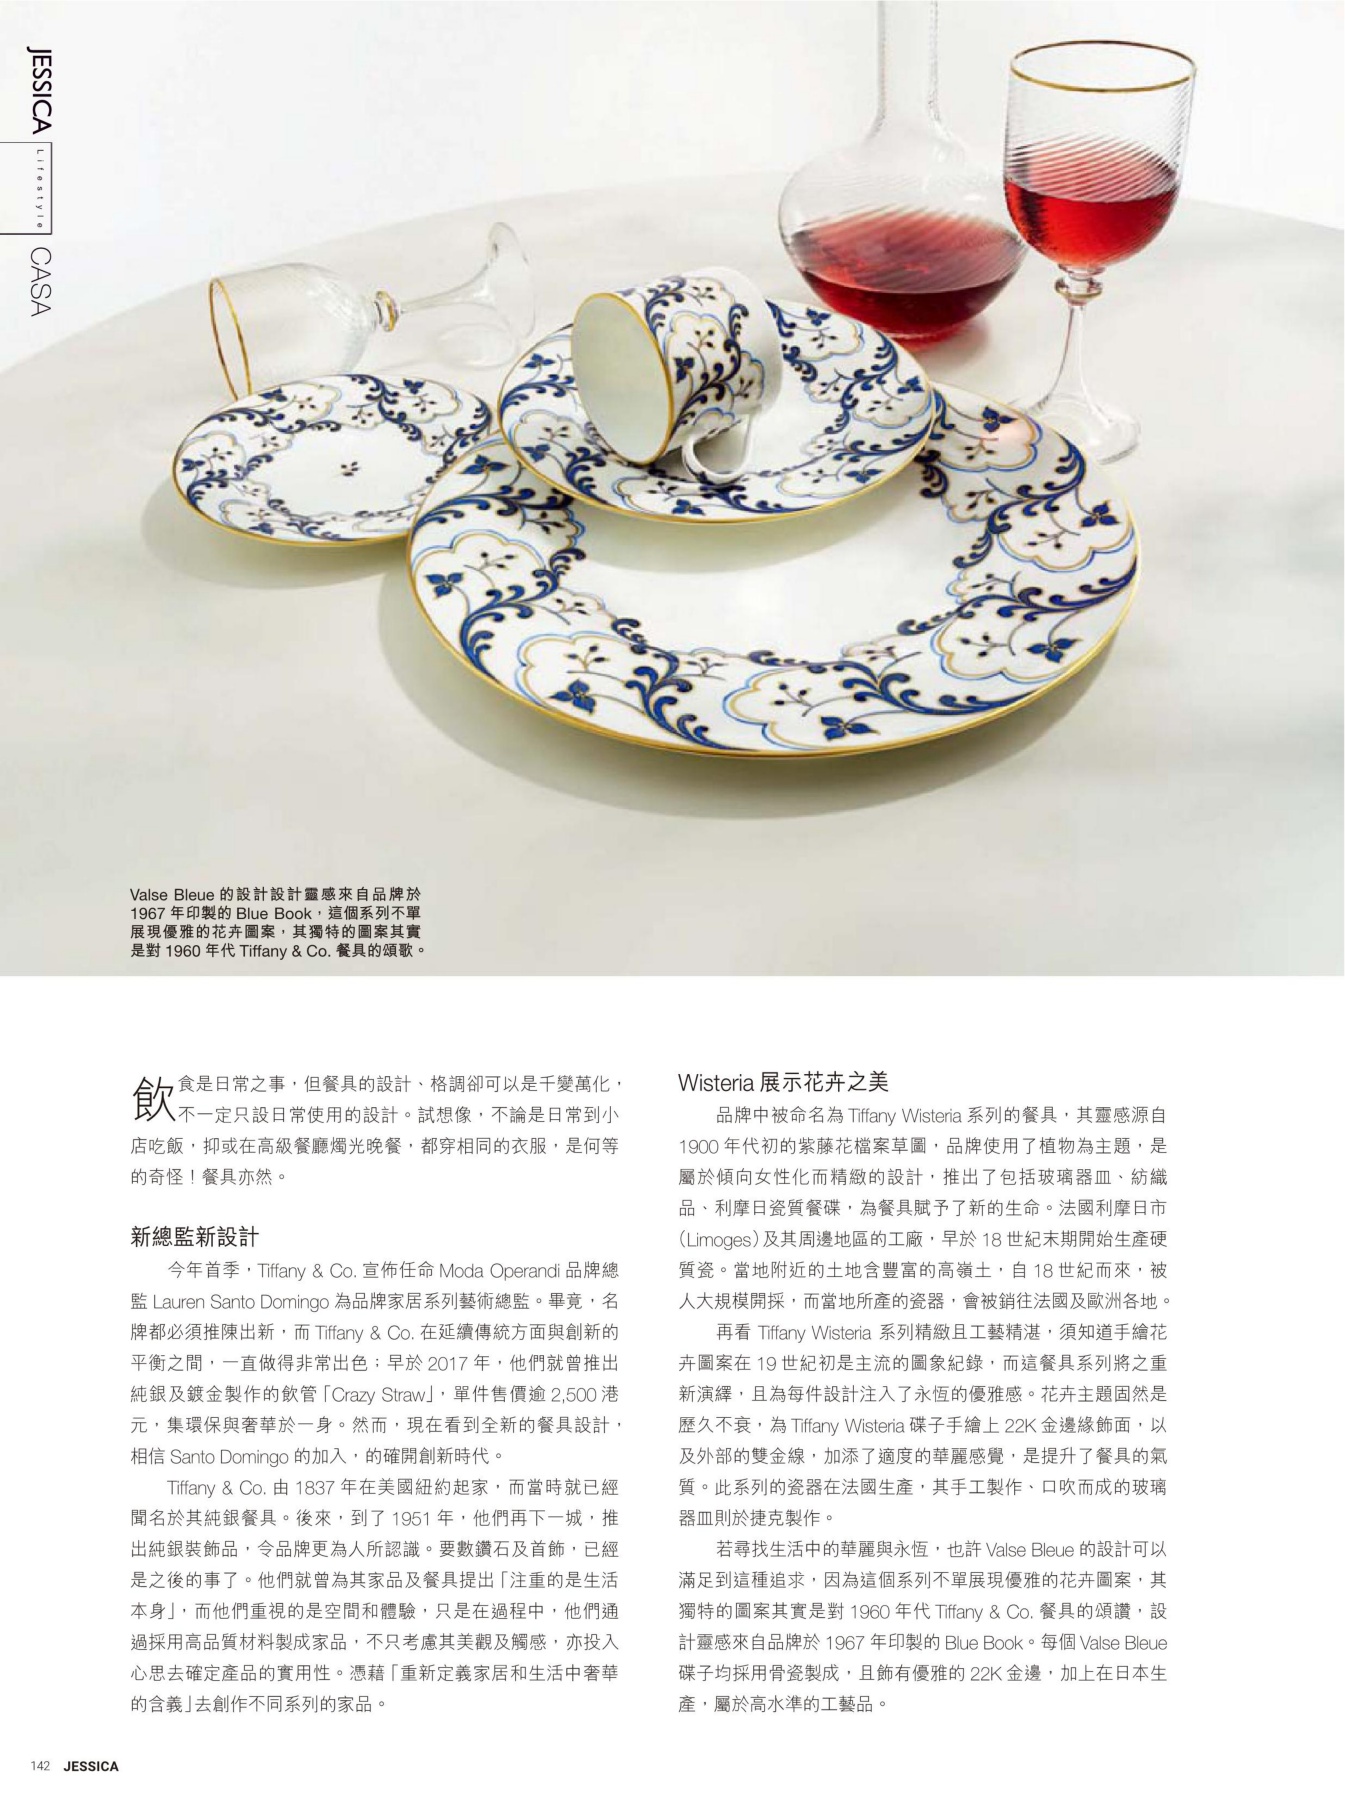 JESSICA
Lifestyle
CASA
Valse Bleue 的設計設計靈感來自品牌於
1967 年印製的 Blue Book，這個系列不單
展現優雅的花卉圖案，其獨特的圖案其實
是對 1960 年代 Tiffany & Co. 餐具的頌歌。
飲食是日常之事，但餐具的設計、格調卻可以是千變萬化，
不一定只設日常使用的設計。試想像，不論是日常到小
店吃飯，抑或在高級餐廳燭光晚餐，都穿相同的衣服，是何等
的奇怪！餐具亦然。
新總監新設計
今年首季，Tiffany & Co. 宣佈任命 Moda Operandi 品牌總
監 Lauren Santo Domingo 為品牌家居系列藝術總監。畢竟，名
牌都必須推陳出新，而 Tiffany & Co. 在延續傳統方面與創新的
平衡之間，一直做得非常出色；早於 2017 年，他們就曾推出
純銀及鍍金製作的飲管「Crazy Straw」，單件售價逾 2,500 港
元，集環保與奢華於一身。然而，現在看到全新的餐具設計，
相信 Santo Domingo 的加入，的確開創新時代。
Tiffany & Co. 由 1837 年在美國紐約起家，而當時就已經
聞名於其純銀餐具。後來，到了 1951 年，他們再下一城，推
出純銀裝飾品，令品牌更為人所認識。要數鑽石及首飾，已經
是之後的事了。他們就曾為其家品及餐具提出「注重的是生活
本身」，而他們重視的是空間和體驗，只是在過程中，他們通
過採用高品質材料製成家品，不只考慮其美觀及觸感，亦投入
心思去確定產品的實用性。憑藉「重新定義家居和生活中奢華
的含義」去創作不同系列的家品。
Wisteria 展示花卉之美
品牌中被命名為 Tiffany Wisteria 系列的餐具，其靈感源自
1900 年代初的紫藤花檔案草圖，品牌使用了植物為主題，是
屬於傾向女性化而精緻的設計，推出了包括玻璃器皿、紡織
品、利摩日瓷質餐碟，為餐具賦予了新的生命。法國利摩日市
（Limoges）及其周邊地區的工廠，早於 18 世紀末期開始生產硬
質瓷。當地附近的土地含豐富的高嶺土，自 18 世紀而來，被
人大規模開採，而當地所產的瓷器，會被銷往法國及歐洲各地。
再看 Tiffany Wisteria 系列精緻且工藝精湛，須知道手繪花
卉圖案在 19 世紀初是主流的圖象紀錄，而這餐具系列將之重
新演繹，且為每件設計注入了永恆的優雅感。花卉主題固然是
歷久不衰，為 Tiffany Wisteria 碟子手繪上 22K 金邊緣飾面，以
及外部的雙金線，加添了適度的華麗感覺，是提升了餐具的氣
質。此系列的瓷器在法國生產，其手工製作、口吹而成的玻璃
器皿則於捷克製作。
若尋找生活中的華麗與永恆，也許 Valse Bleue 的設計可以
滿足到這種追求，因為這個系列不單展現優雅的花卉圖案，其
獨特的圖案其實是對 1960 年代 Tiffany & Co. 餐具的頌讚，設
計靈感來自品牌於 1967 年印製的 Blue Book。每個 Valse Bleue
碟子均採用骨瓷製成，且飾有優雅的 22K 金邊，加上在日本生
產，屬於高水準的工藝品。
142 JESSICA